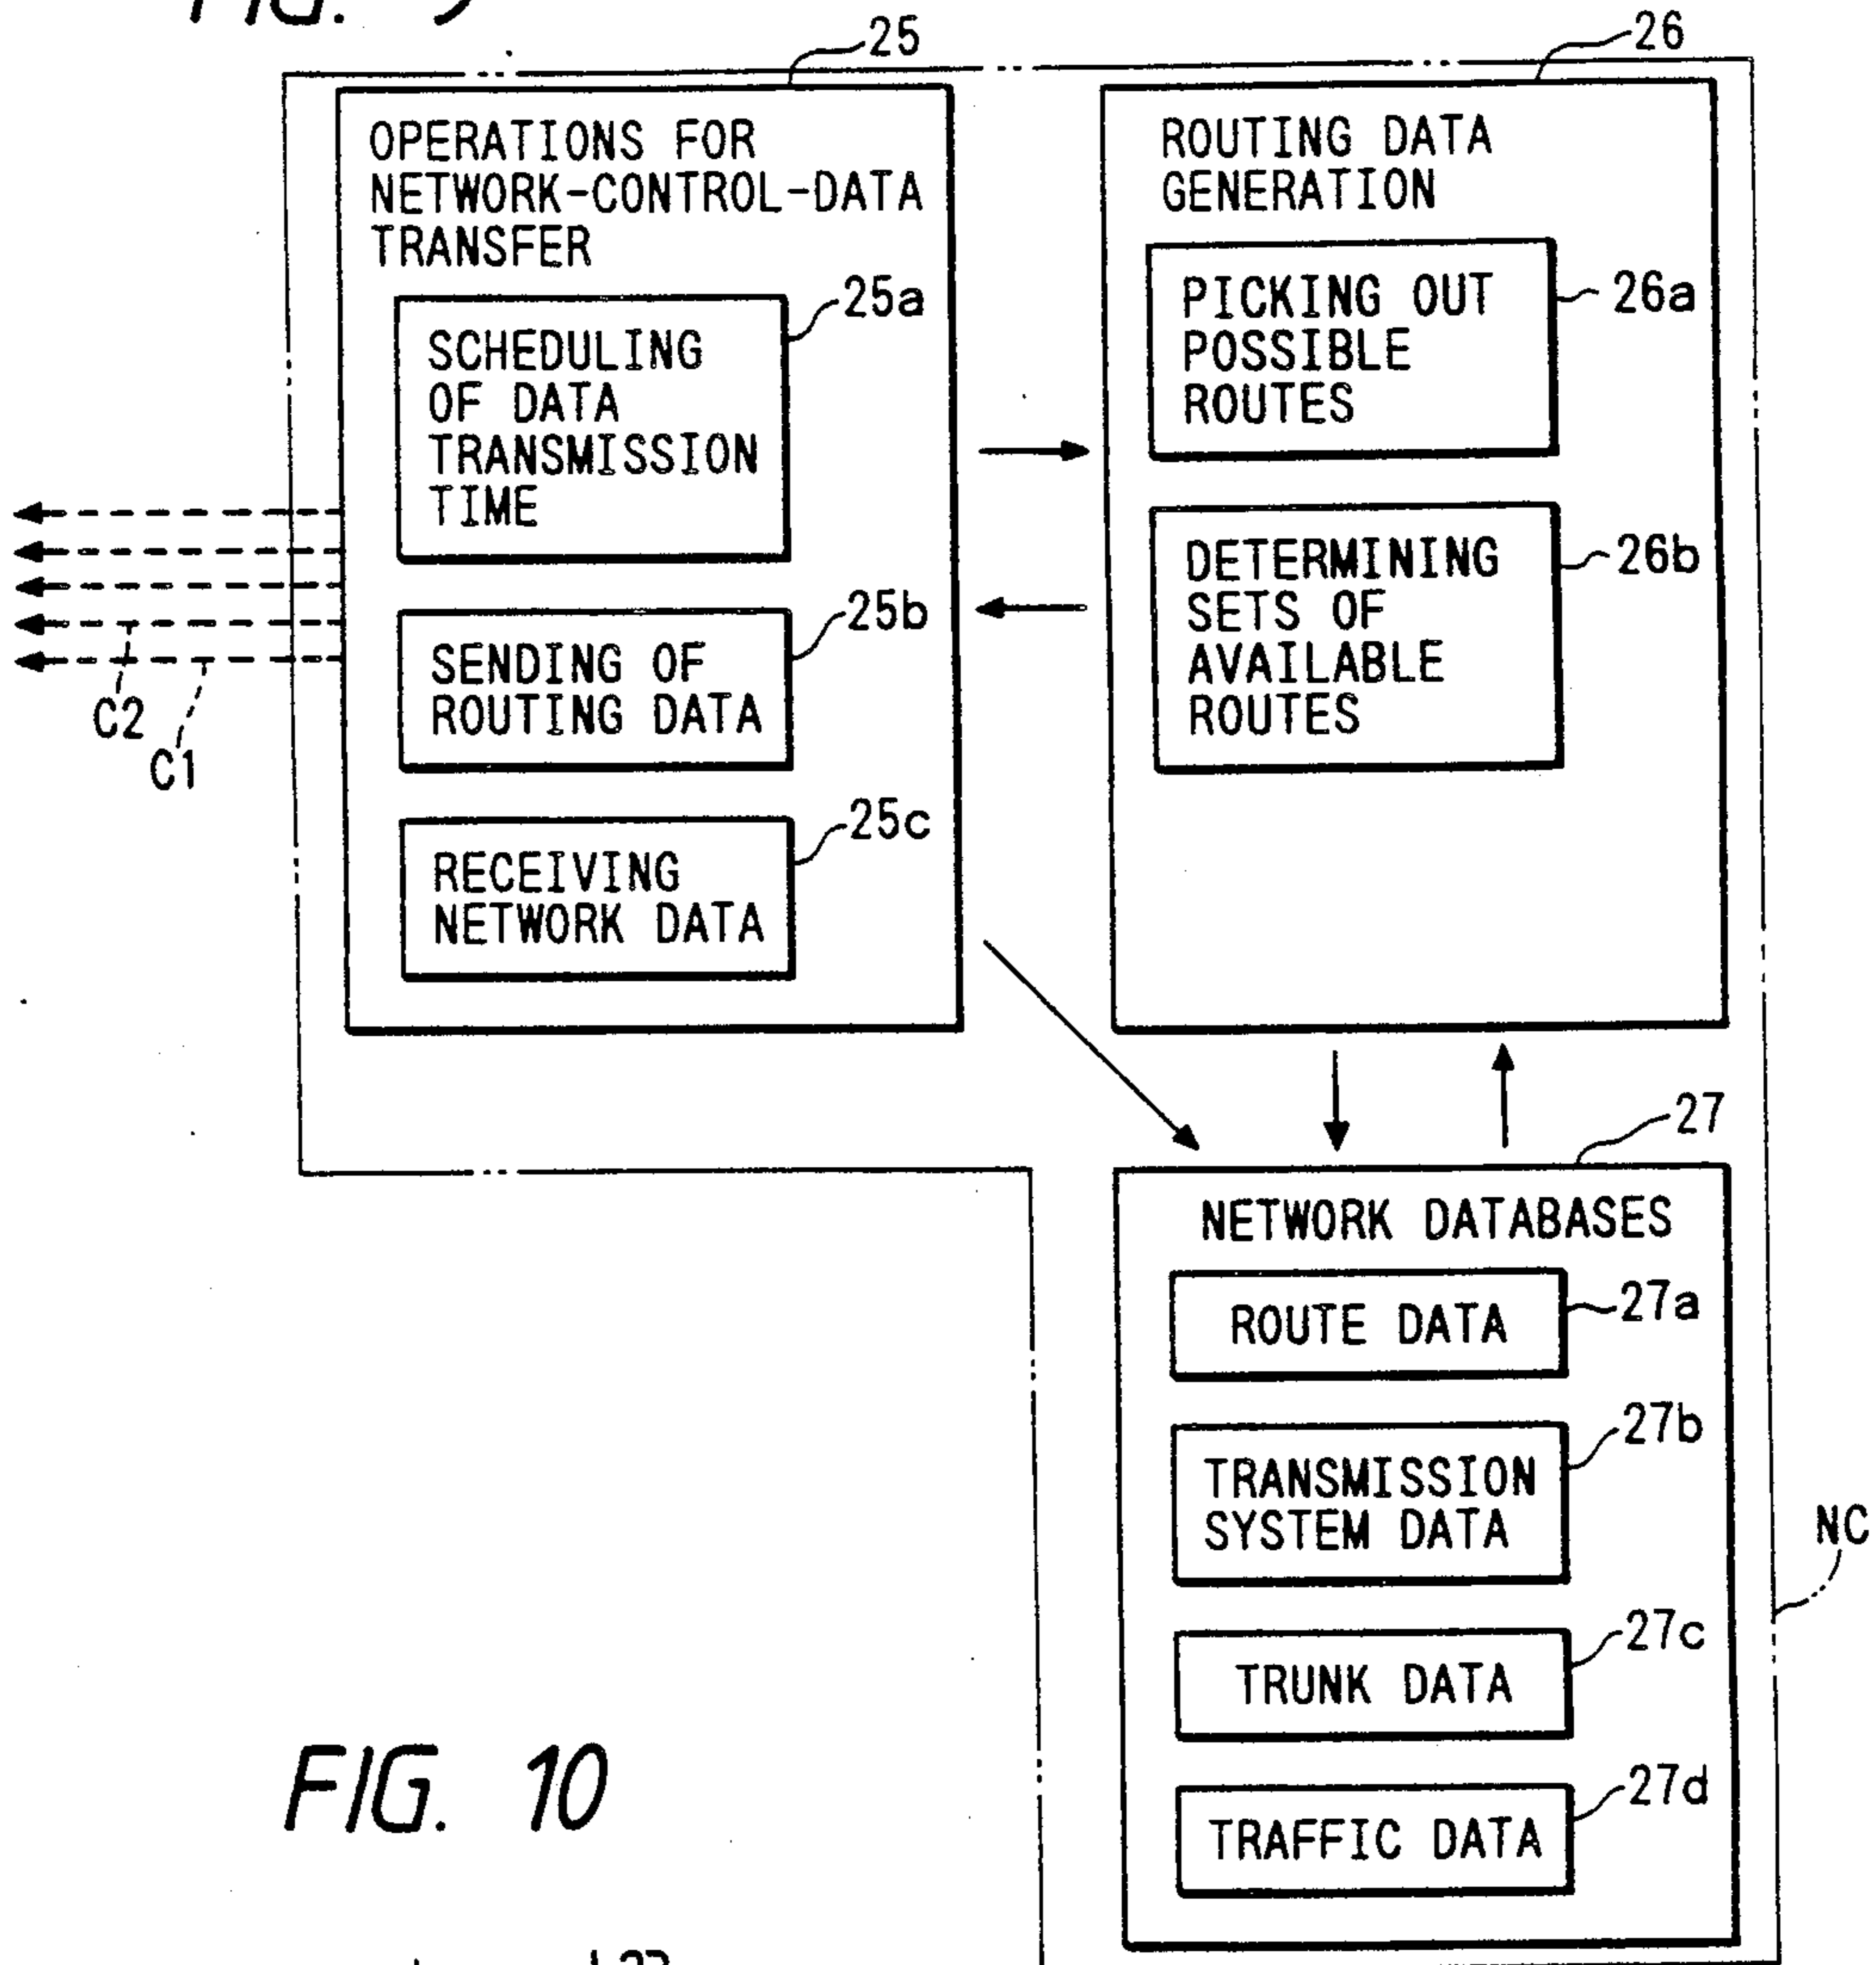 FIG. 9
25
26
OPERATIONS FOR
NETWORK-CONTROL-DATA
TRANSFER
25a
SCHEDULING
OF DATA
TRANSMISSION
TIME
25b
SENDING OF
ROUTING DATA
25c
RECEIVING
NETWORK DATA
C2
C1
ROUTING DATA
GENERATION
PICKING OUT
POSSIBLE
ROUTES
26a
DETERMINING
SETS OF
AVAILABLE
ROUTES
26b
27
NETWORK DATABASES
ROUTE DATA
27a
TRANSMISSION
SYSTEM DATA
27b
TRUNK DATA
27c
TRAFFIC DATA
27d
NC
FIG. 10